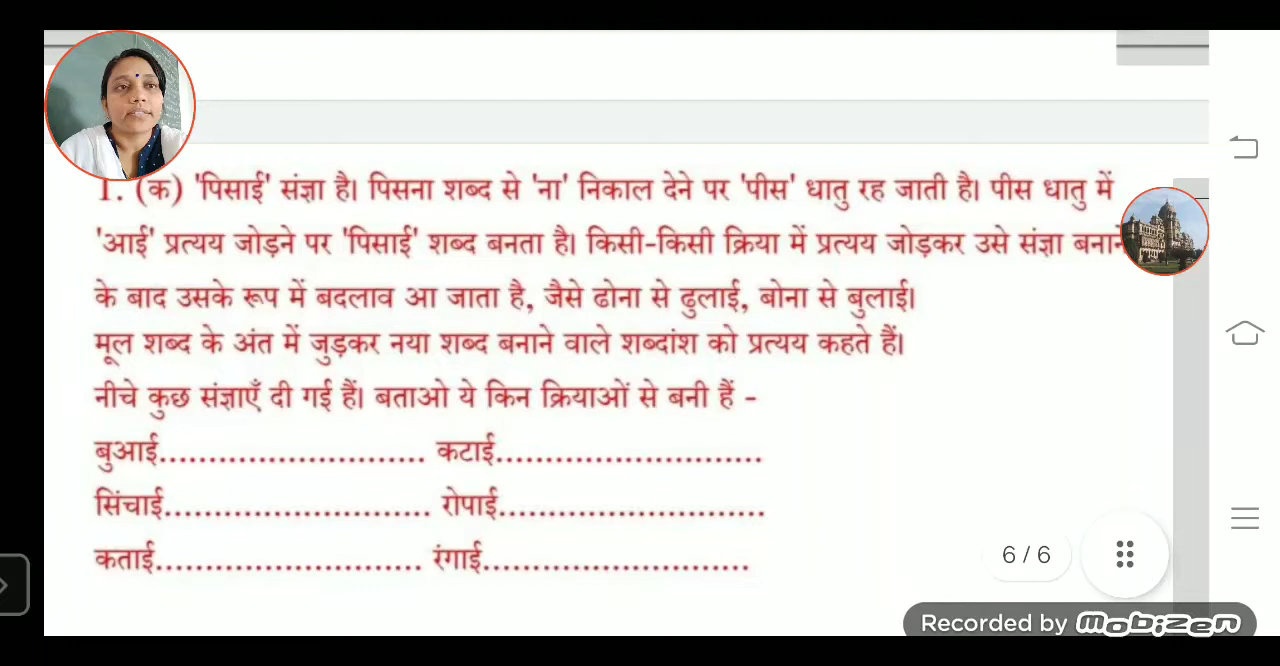 1. (क) 'पिसाई' संज्ञा है। पिसना शब्द से 'ना' निकाल देने पर 'पीस' धातु रह जाती है। पीस धातु में
'आई' प्रत्यय जोड़ने पर 'पिसाई' शब्द बनता है। किसी-किसी क्रिया में प्रत्यय जोड़कर उसे संज्ञा बनाने
के बाद उसके रूप में बदलाव आ जाता है, जैसे ढोना से ढुलाई, बोना से बुलाई।
मूल शब्द के अंत में जुड़कर नया शब्द बनाने वाले शब्दांश को प्रत्यय कहते हैं।
नीचे कुछ संज्ञाएँ दी गई हैं। बताओ ये किन क्रियाओं से बनी हैं -
बुआई........................... कटाई...........................
सिंचाई........................... रोपाई...........................
कताई........................... रंगाई...........................
6 / 6
Recorded by mobizen